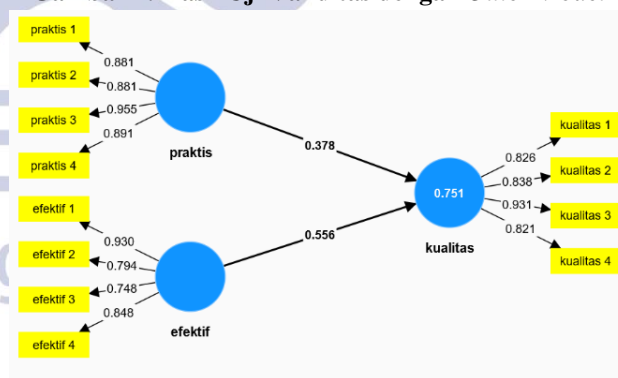 praktis 1
praktis 2
praktis 3
praktis 4
0.881
0.881
0.955
0.891
praktis
0.378
efektif 1
efektif 2
efektif 3
efektif 4
0.930
0.794
0.748
0.848
efektif
0.556
0.751
kualitas
0.826
0.838
0.931
0.821
kualitas 1
kualitas 2
kualitas 3
kualitas 4